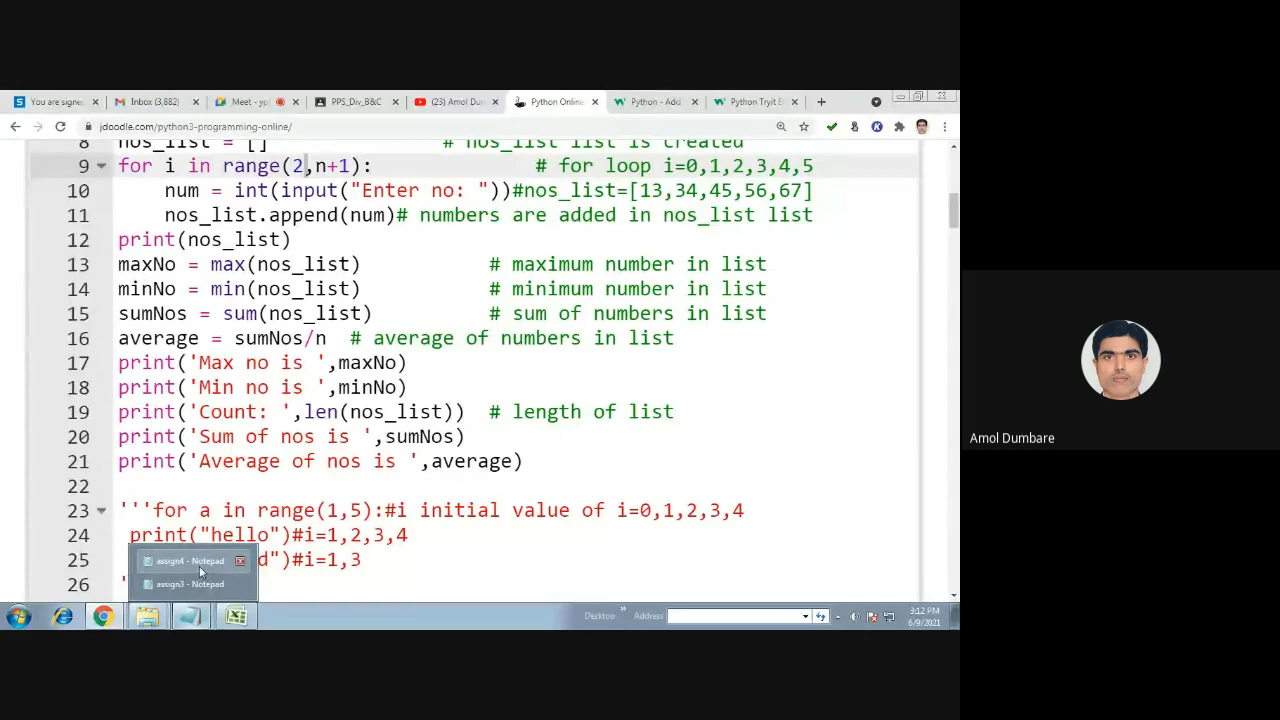 You are signe
Inbox (3,882)
Meet - ypt
PPS_Div_B&C
(23) Amol Du
Python Online
Python - Add
Python Tryit E
jdoodle.com/python3-programming-online/
8 nos_list = [] # nos_list list is created
9 for i in range(2,n+1): # for loop i=0,1,2,3,4,5
10 num = int(input("Enter no: "))#nos_list=[13,34,45,56,67]
11 nos_list.append(num)# numbers are added in nos_list list
12 print(nos_list)
13 maxNo = max(nos_list) # maximum number in list
14 minNo = min(nos_list) # minimum number in list
15 sumNos = sum(nos_list) # sum of numbers in list
16 average = sumNos/n # average of numbers in list
17 print('Max no is ',maxNo)
18 print('Min no is ',minNo)
19 print('Count: ',len(nos_list)) # length of list
20 print('Sum of nos is ',sumNos)
21 print('Average of nos is ',average)
22
23 '''for a in range(1,5):#i initial value of i=0,1,2,3,4
24 print("hello")#i=1,2,3,4
25 d")#i=1,3
26 '
assign4 - Notepad
assign3 - Notepad
Desktop » Address
3:12 PM
6/9/2021
Amol Dumbare